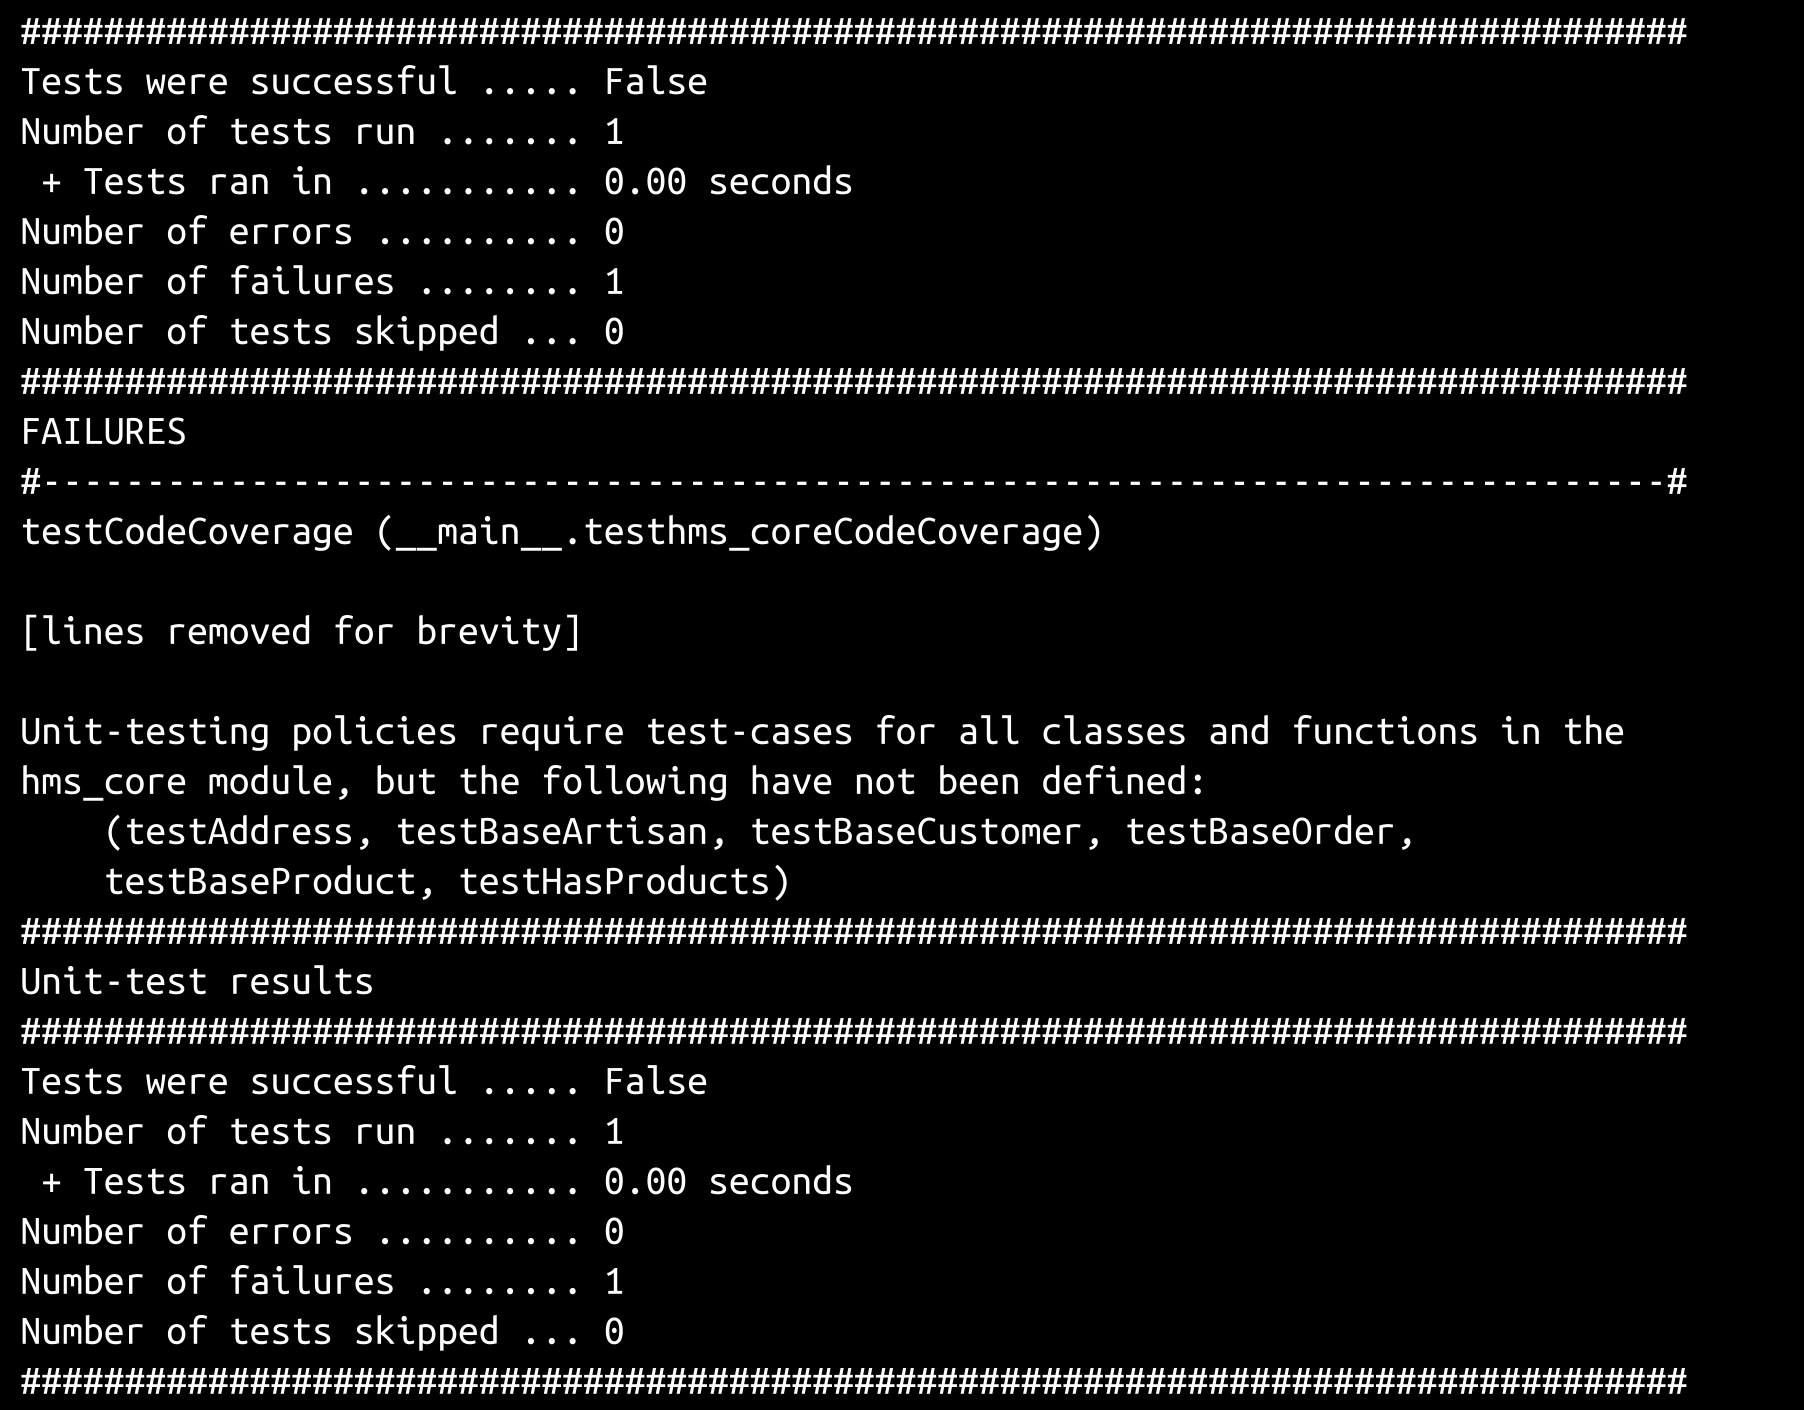 ################################################################################
Tests were successful ..... False
Number of tests run ....... 1
 + Tests ran in ........... 0.00 seconds
Number of errors .......... 0
Number of failures ........ 1
Number of tests skipped ... 0
################################################################################
FAILURES
#------------------------------------------------------------------------------#
testCodeCoverage (__main__.testhms_coreCodeCoverage)

[lines removed for brevity]

Unit-testing policies require test-cases for all classes and functions in the
hms_core module, but the following have not been defined:
    (testAddress, testBaseArtisan, testBaseCustomer, testBaseOrder,
    testBaseProduct, testHasProducts)
################################################################################
Unit-test results
################################################################################
Tests were successful ..... False
Number of tests run ....... 1
 + Tests ran in ........... 0.00 seconds
Number of errors .......... 0
Number of failures ........ 1
Number of tests skipped ... 0
################################################################################